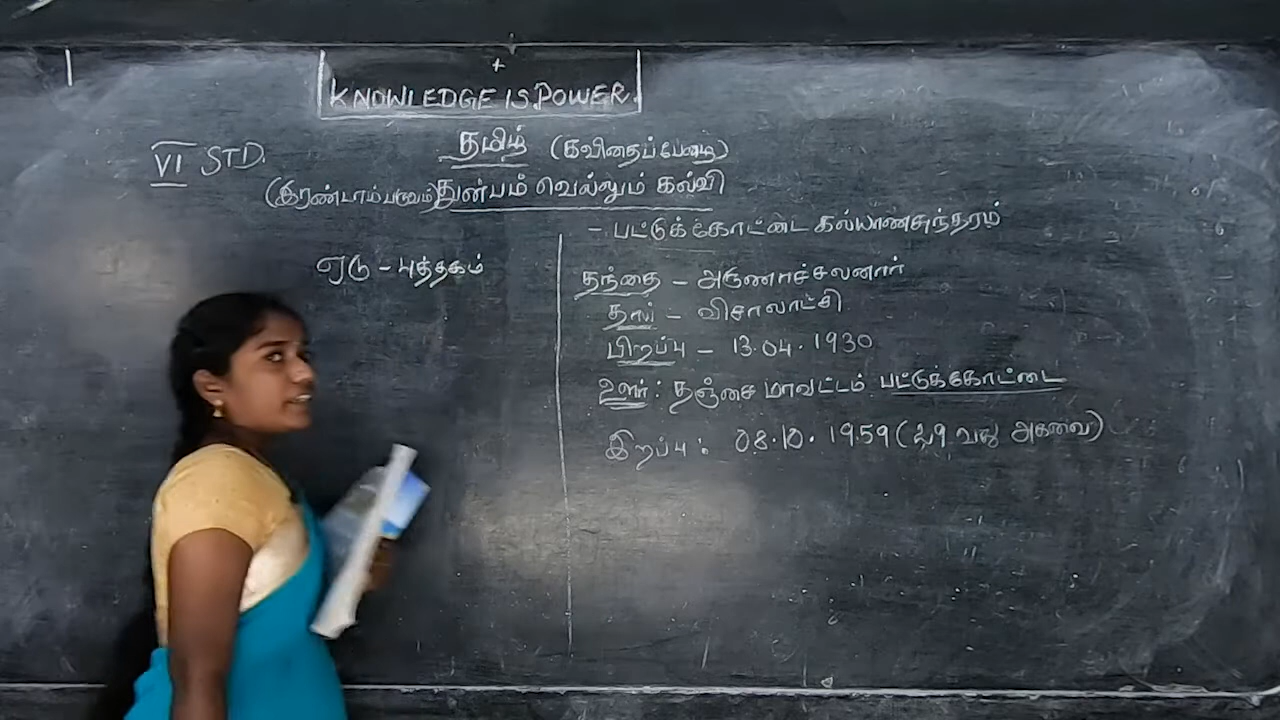 KNOWLEDGE IS POWER.
VI STD.
தமிழ் (கவிதைப்பேழை)
(இரண்டாம்பருவம்) துன்பம் வெல்லும் கல்வி
- பட்டுக்கோட்டை கல்யாணசுந்தரம்
ஏடு - புத்தகம்
தந்தை - அருணாச்சலனார்
தாய் - விசாலாட்சி
பிறப்பு - 13.04.1930
ஊர் : தஞ்சை மாவட்டம் பட்டுக்கோட்டை
இறப்பு : 08.10.1959 (29 வது அகவை)